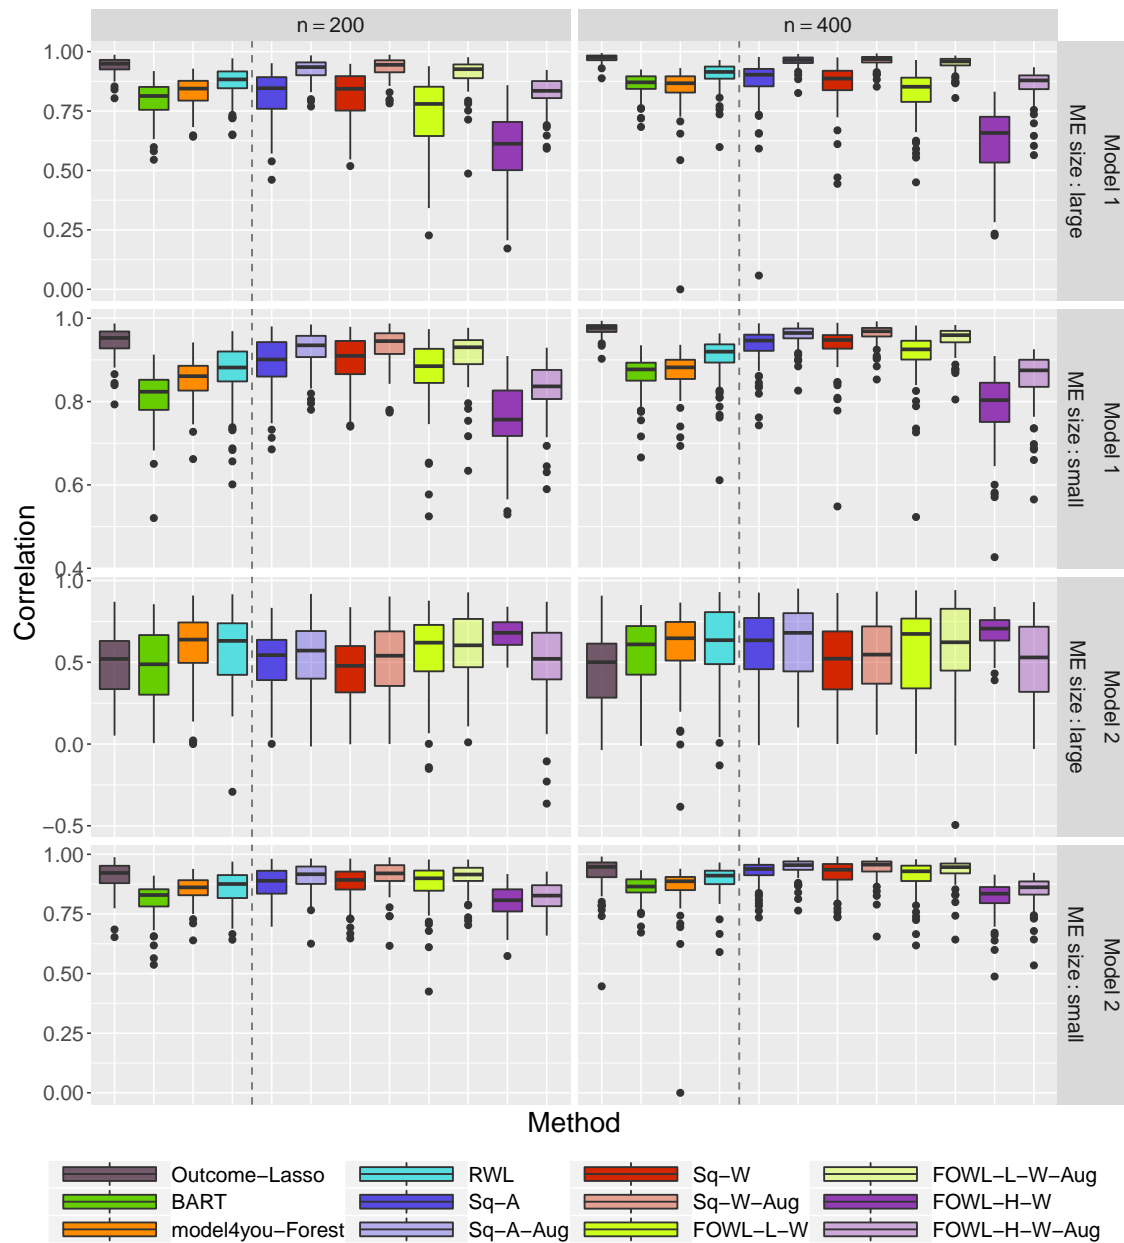 n = 200
n = 400
1.00
0.75
0.50
0.25
0.00
Model 1
ME size : large
1.0
0.8
0.6
0.4
Model 1
ME size : small
1.0
0.5
0.0
−0.5
Model 2
ME size : large
1.00
0.75
0.50
0.25
0.00
Model 2
ME size : small
Correlation
Method
Outcome−Lasso
RWL
Sq−W
FOWL−L−W−Aug
BART
Sq−A
Sq−W−Aug
FOWL−H−W
model4you−Forest
Sq−A−Aug
FOWL−L−W
FOWL−H−W−Aug